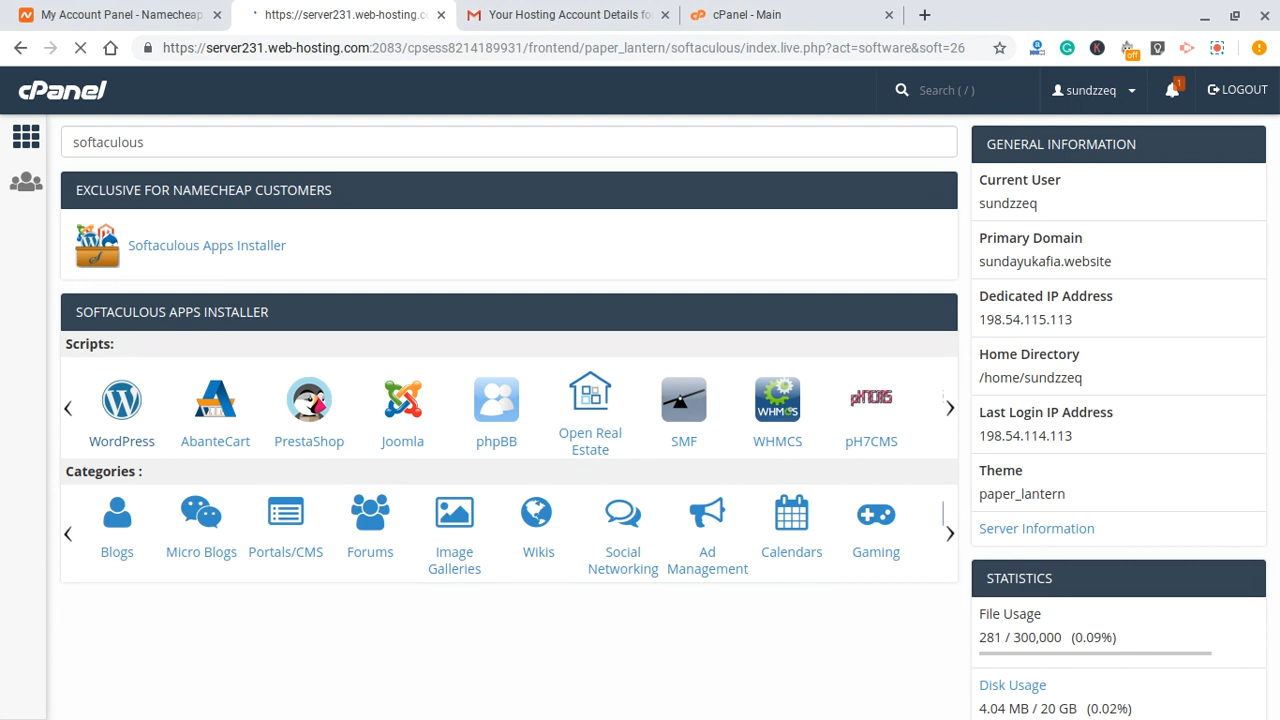 My Account Panel - Namecheap
https://server231.web-hosting.c
Your Hosting Account Details fo
cPanel - Main
https://server231.web-hosting.com:2083/cpsess8214189931/frontend/paper_lantern/softaculous/index.live.php?act=software&soft=26
off
K
cPanel
Search ( / )
sundzzeq
1
LOGOUT
softaculous
EXCLUSIVE FOR NAMECHEAP CUSTOMERS
Softaculous Apps Installer
SOFTACULOUS APPS INSTALLER
Scripts:
WHMCS
pH7CMS
WordPress
AbanteCart
PrestaShop
Joomla
phpBB
Open Real
Estate
SMF
WHMCS
pH7CMS
Categories :
Blogs
Micro Blogs
Portals/CMS
Forums
Image
Galleries
Wikis
Social
Networking
Ad
Management
Calendars
Gaming
GENERAL INFORMATION
Current User
sundzzeq
Primary Domain
sundayukafia.website
Dedicated IP Address
198.54.115.113
Home Directory
/home/sundzzeq
Last Login IP Address
198.54.114.113
Theme
paper_lantern
Server Information
STATISTICS
File Usage
281 / 300,000 (0.09%)
Disk Usage
4.04 MB / 20 GB (0.02%)